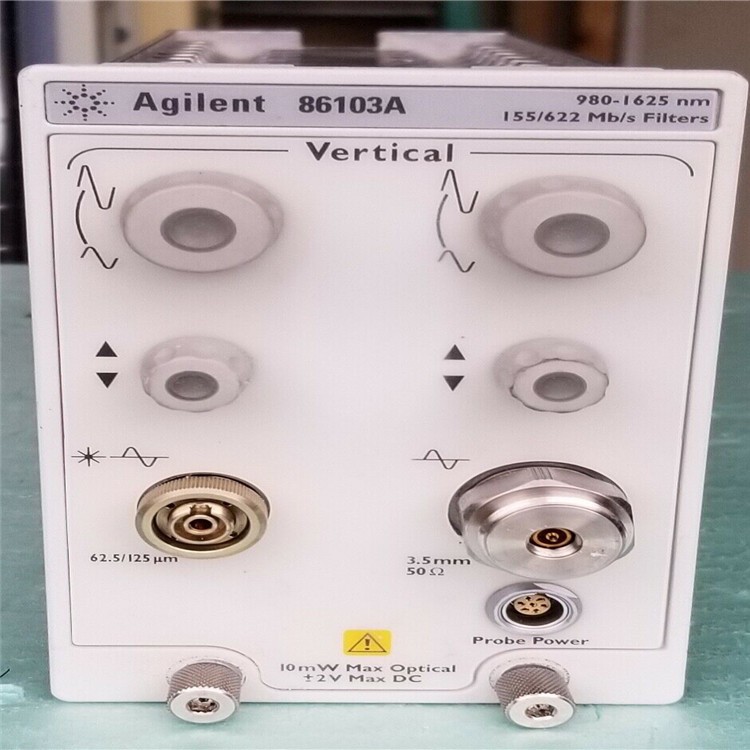 Agilent 86103A
980-1625 nm
155/622 Mb/s Filters
Vertical
62.5/125 µm
3.5mm
50 Ω
Probe Power
10mW Max Optical
±2V Max DC